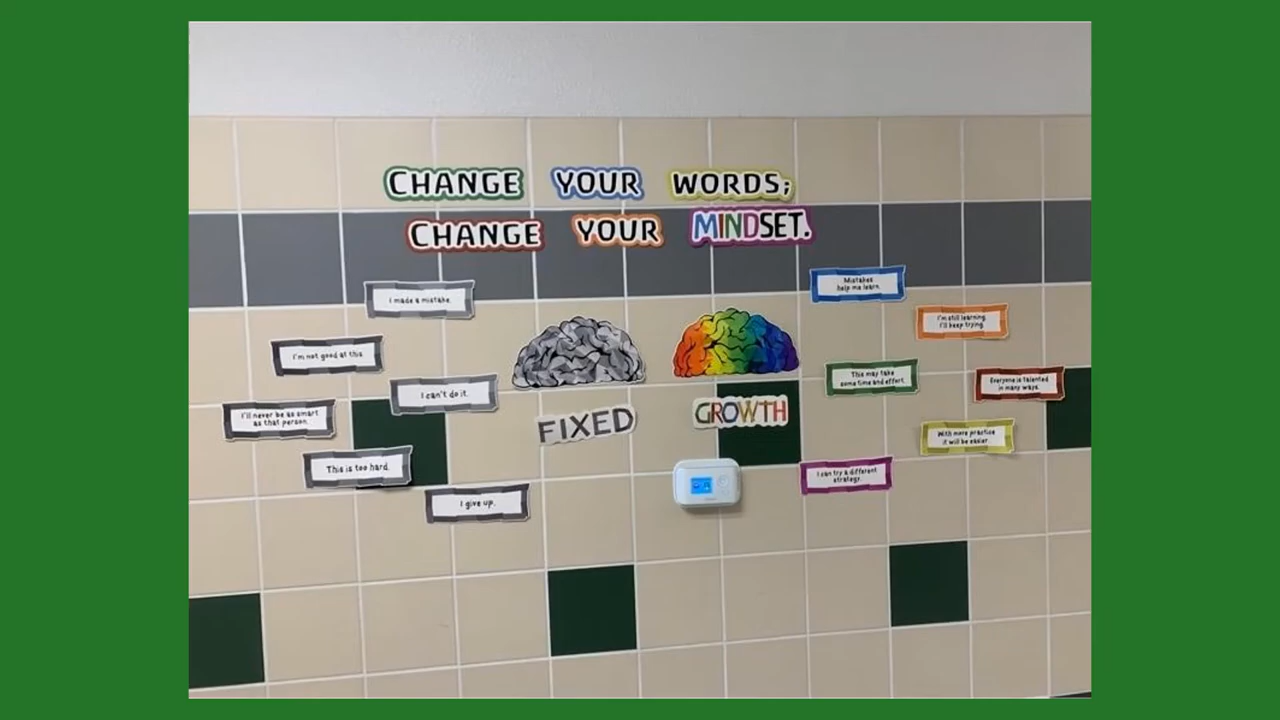 CHANGE YOUR WORDS;
CHANGE YOUR MINDSET.
I made a mistake.
I'm not good at this.
I can't do it.
I'll never be as smart
as that person.
This is too hard.
I give up.
FIXED
GROWTH
Mistakes
help me learn.
I'm still learning.
I'll keep trying.
This may take
some time and effort.
Everyone is talented
in many ways.
With more practice
it will be easier.
I can try a different
strategy.